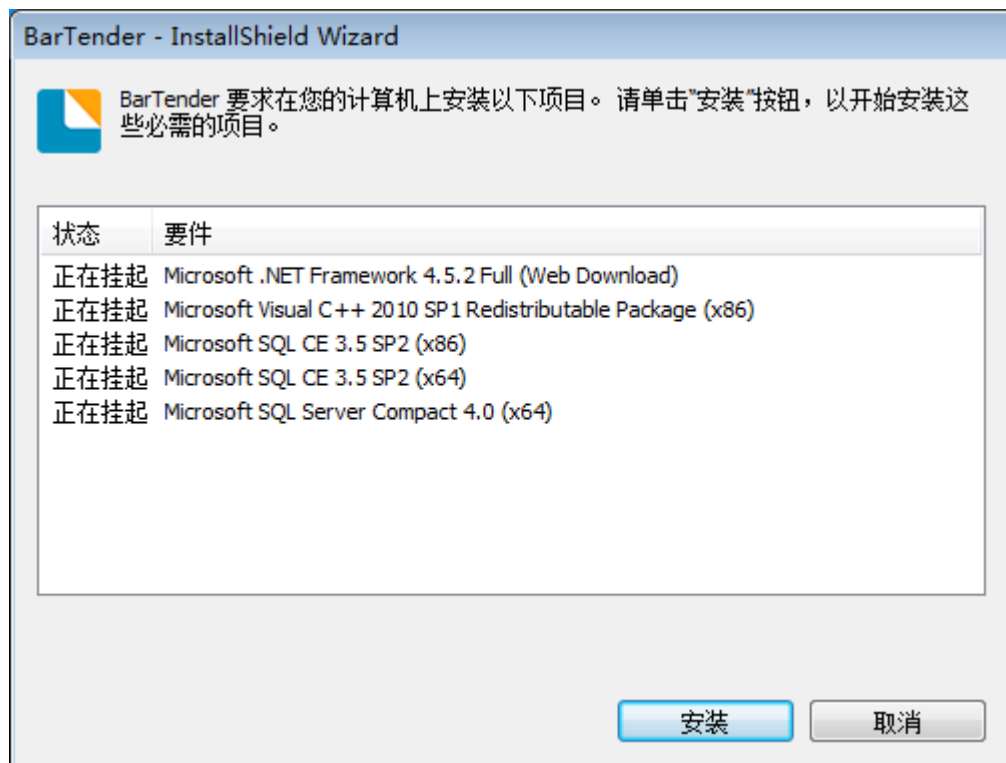 BarTender - InstallShield Wizard
BarTender 要求在您的计算机上安装以下项目。 请单击"安装"按钮，以开始安装这
些必需的项目。
状态 要件
正在挂起 Microsoft .NET Framework 4.5.2 Full (Web Download)
正在挂起 Microsoft Visual C++ 2010 SP1 Redistributable Package (x86)
正在挂起 Microsoft SQL CE 3.5 SP2 (x86)
正在挂起 Microsoft SQL CE 3.5 SP2 (x64)
正在挂起 Microsoft SQL Server Compact 4.0 (x64)
安装 取消